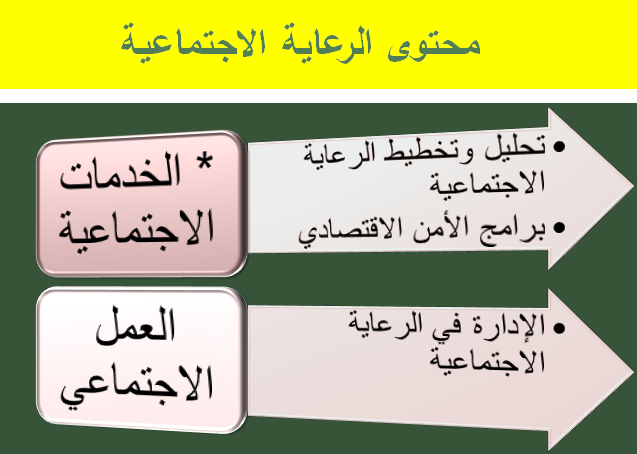 محتوى الرعاية الاجتماعية
* الخدمات
الاجتماعية
• تحليل وتخطيط الرعاية
الاجتماعية
• برامج الأمن الاقتصادي
العمل
الاجتماعي
• الإدارة في الرعاية
الاجتماعية